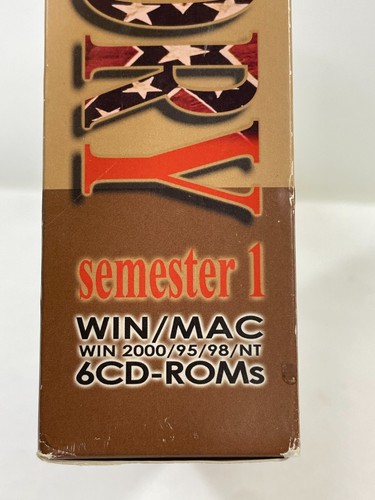 ORY
semester 1
WIN/MAC
WIN 2000/95/98/NT
6CD-ROMs